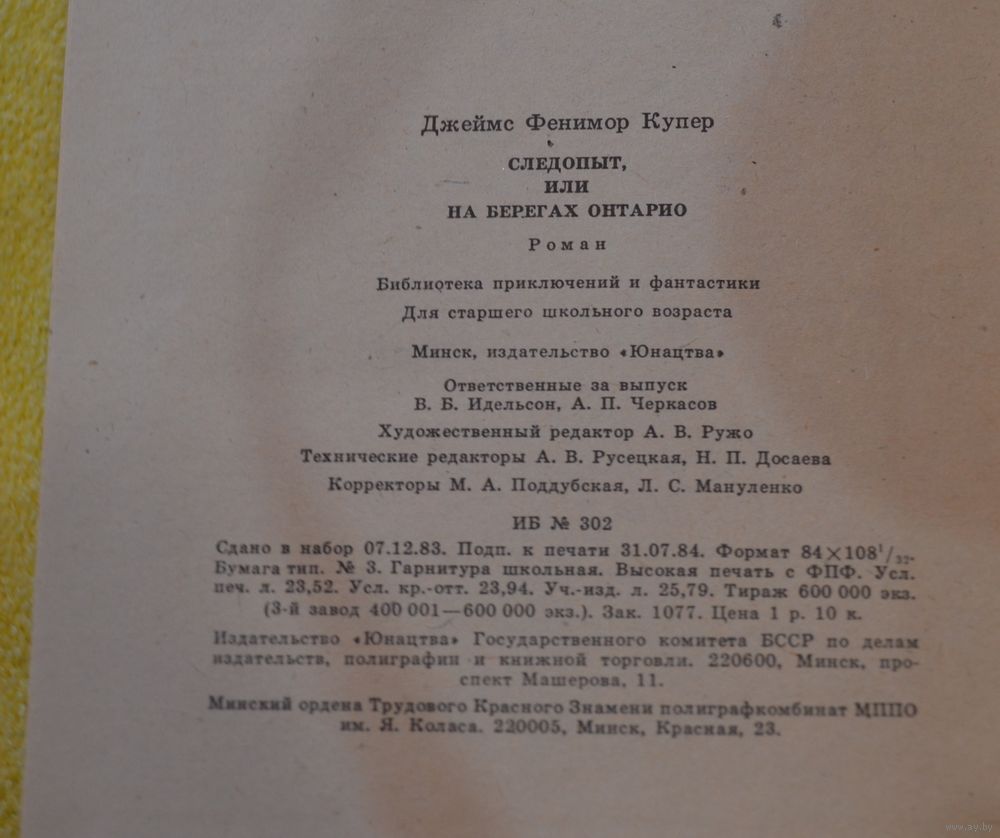 Джеймс Фенимор Купер
СЛЕДОПЫТ,
ИЛИ
НА БЕРЕГАХ ОНТАРИО
Роман
Библиотека приключений и фантастики
Для старшего школьного возраста
Минск, издательство «Юнацтва»
Ответственные за выпуск
В. Б. Идельсон, А. П. Черкасов
Художественный редактор А. В. Ружо
Технические редакторы А. В. Русецкая, Н. П. Досаева
Корректоры М. А. Поддубская, Л. С. Мануленко
ИБ № 302
Сдано в набор 07.12.83. Подп. к печати 31.07.84. Формат 84×108¹/₃₂.
Бумага тип. № 3. Гарнитура школьная. Высокая печать с ФПФ. Усл.
печ. л. 23,52. Усл. кр.-отт. 23,94. Уч.-изд. л. 25,79. Тираж 600 000 экз.
(3-й завод 400 001—600 000 экз.). Зак. 1077. Цена 1 р. 10 к.
Издательство «Юнацтва» Государственного комитета БССР по делам
издательств, полиграфии и книжной торговли. 220600, Минск, про-
спект Машерова, 11.
Минский ордена Трудового Красного Знамени полиграфкомбинат МППО
им. Я. Коласа. 220005, Минск, Красная, 23.
www.ay.by